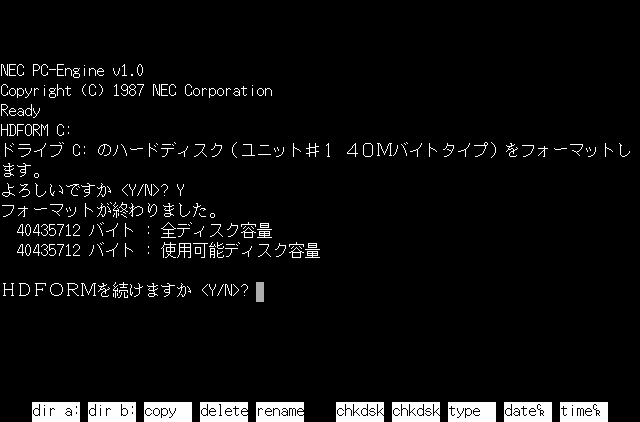 NEC PC-Engine v1.0
Copyright (C) 1987 NEC Corporation
Ready
HDFORM C:
ドライブ C: のハードディスク（ユニット＃１　４０Ｍバイトタイプ）をフォーマットし
ます。
よろしいですか <Y/N>? Y
フォーマットが終わりました。
  40435712 バイト : 全ディスク容量
  40435712 バイト : 使用可能ディスク容量
ＨＤＦＯＲＭを続けますか <Y/N>?
dir a: dir b: copy delete rename chkdsk chkdsk type date␍ time␍